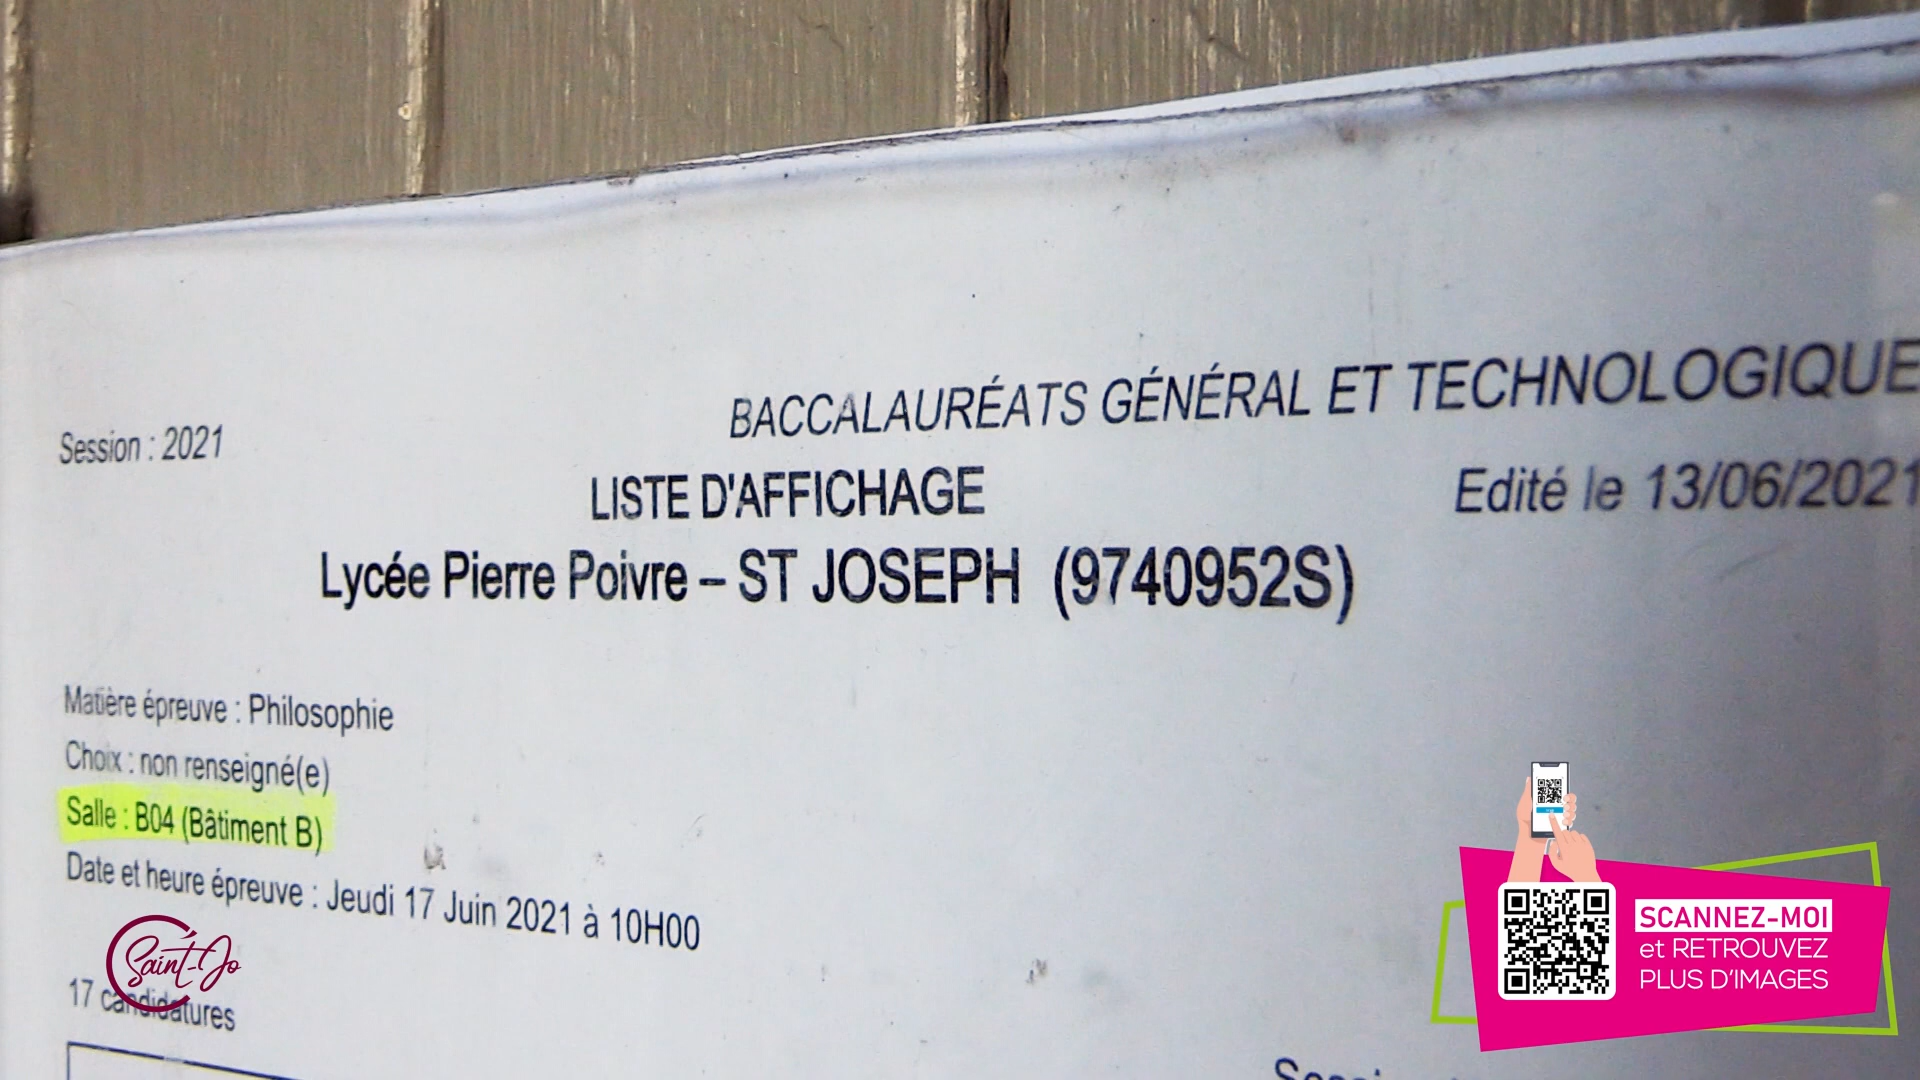 BACCALAURÉATS GÉNÉRAL ET TECHNOLOGIQUE
Session : 2021
LISTE D'AFFICHAGE
Edité le 13/06/2021
Lycée Pierre Poivre – ST JOSEPH (9740952S)
Matière épreuve : Philosophie
Choix : non renseigné(e)
Salle : B04 (Bâtiment B)
Date et heure épreuve : Jeudi 17 Juin 2021 à 10H00
17 candidatures
Saint-Jo
SCANNEZ-MOI
et RETROUVEZ
PLUS D'IMAGES